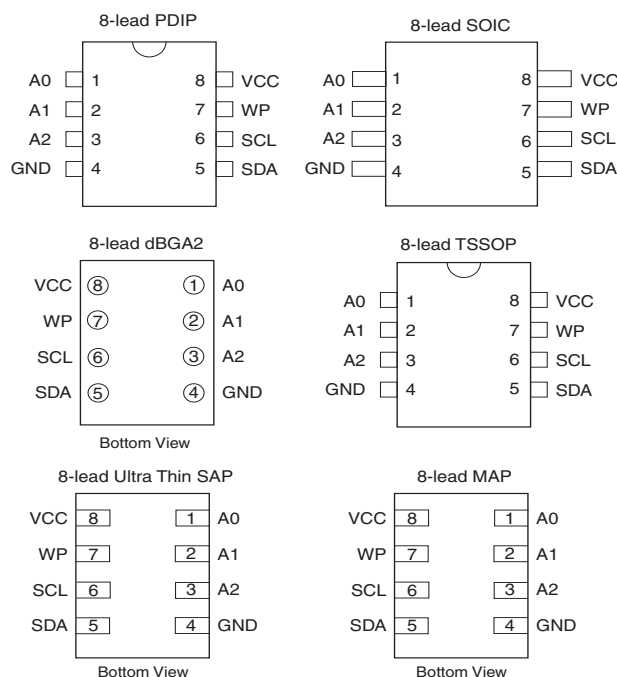 8-lead PDIP
A0 1 8 VCC
A1 2 7 WP
A2 3 6 SCL
GND 4 5 SDA
8-lead SOIC
A0 1 8 VCC
A1 2 7 WP
A2 3 6 SCL
GND 4 5 SDA
8-lead dBGA2
VCC 8 1 A0
WP 7 2 A1
SCL 6 3 A2
SDA 5 4 GND
Bottom View
8-lead TSSOP
A0 1 8 VCC
A1 2 7 WP
A2 3 6 SCL
GND 4 5 SDA
8-lead Ultra Thin SAP
VCC 8 1 A0
WP 7 2 A1
SCL 6 3 A2
SDA 5 4 GND
Bottom View
8-lead MAP
VCC 8 1 A0
WP 7 2 A1
SCL 6 3 A2
SDA 5 4 GND
Bottom View